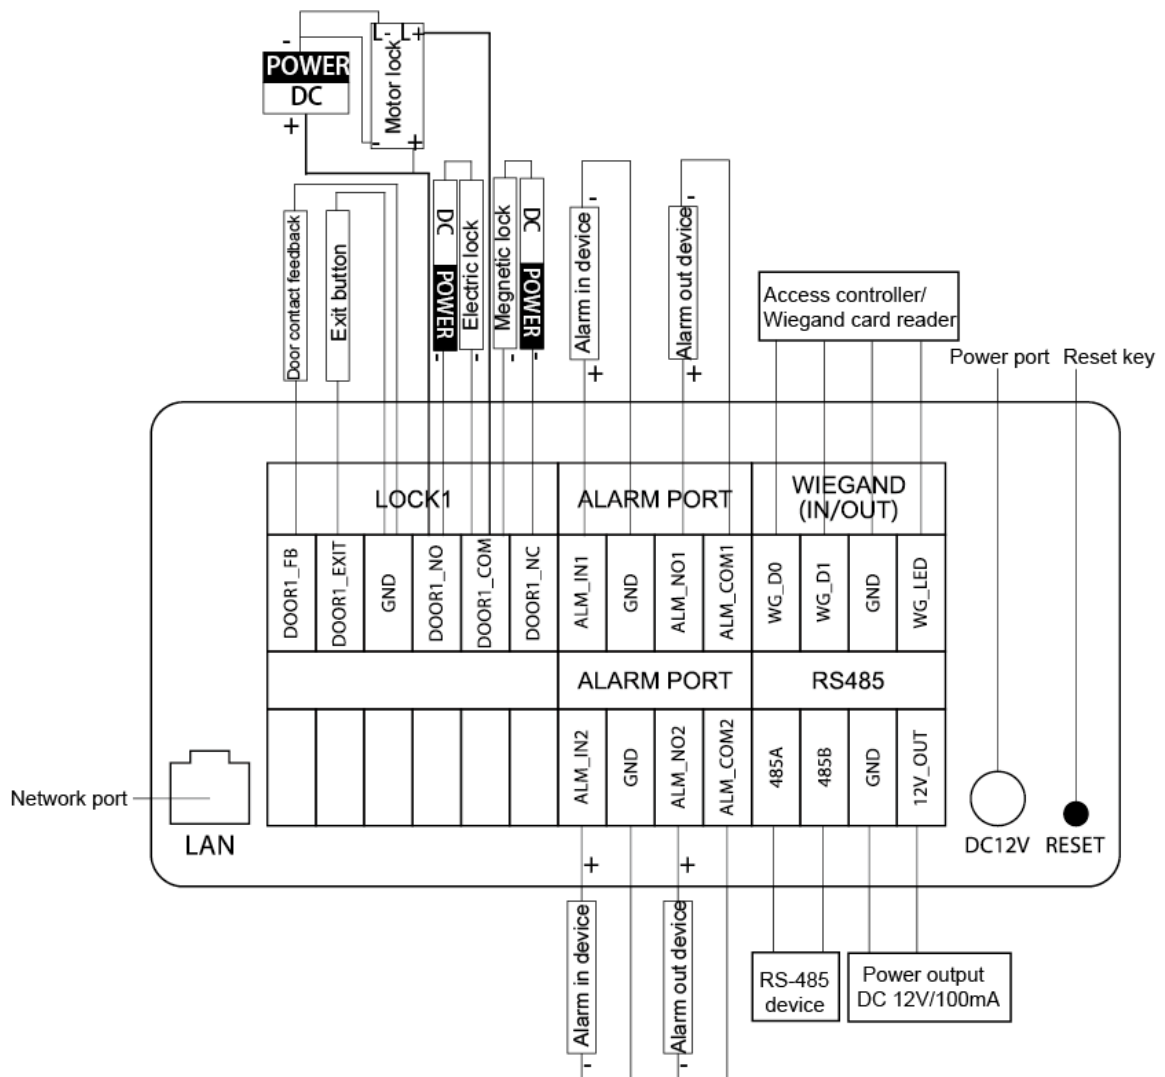 -
L-
L+
POWER
DC
+
Motor lock
-
+
Door contact feedback
Exit button
DC
POWER
-
Electric lock
-
Megnetic lock
-
DC
POWER
-
-
Alarm in device
+
-
Alarm out device
+
Access controller/
Wiegand card reader
Power port
Reset key
LOCK1
ALARM PORT
WIEGAND
(IN/OUT)
DOOR1_FB
DOOR1_EXIT
GND
DOOR1_NO
DOOR1_COM
DOOR1_NC
ALM_IN1
GND
ALM_NO1
ALM_COM1
WG_D0
WG_D1
GND
WG_LED
ALARM PORT
RS485
ALM_IN2
GND
ALM_NO2
ALM_COM2
485A
485B
GND
12V_OUT
Network port
LAN
DC12V
RESET
+
Alarm in device
-
+
Alarm out device
-
RS-485
device
Power output
DC 12V/100mA